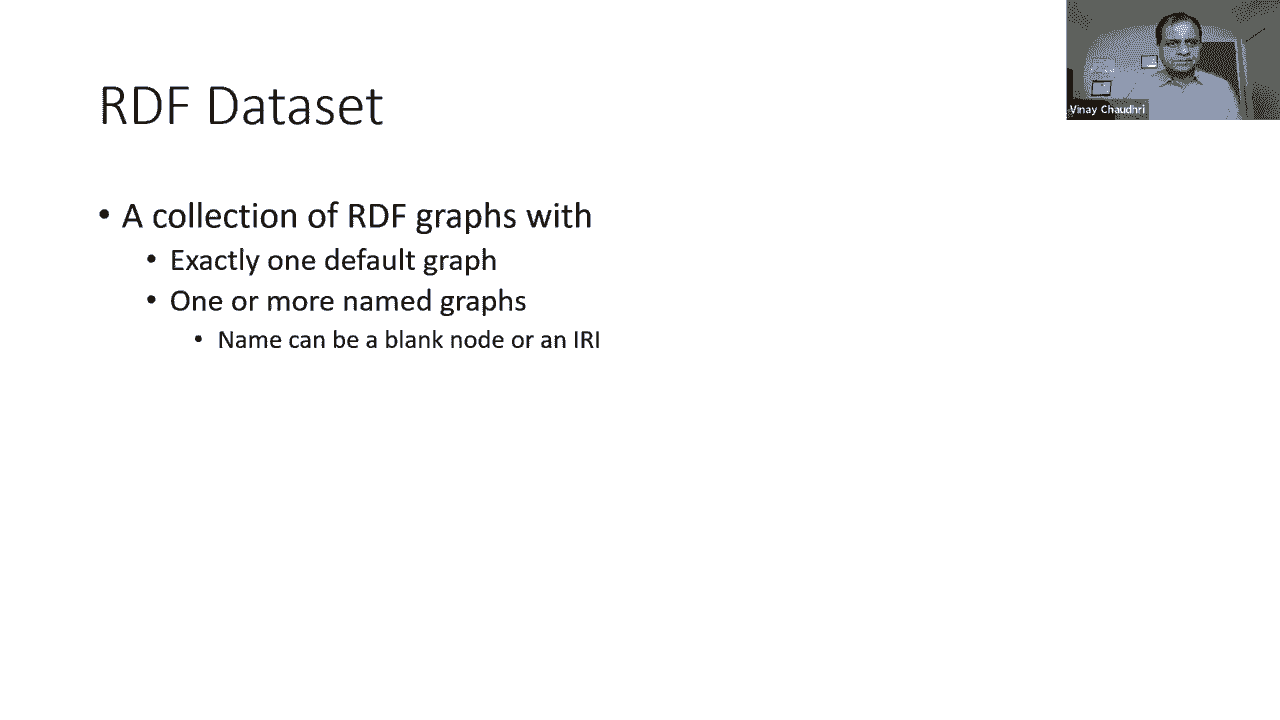 RDF Dataset
• A collection of RDF graphs with
• Exactly one default graph
• One or more named graphs
• Name can be a blank node or an IRI
Vinay Chaudhri